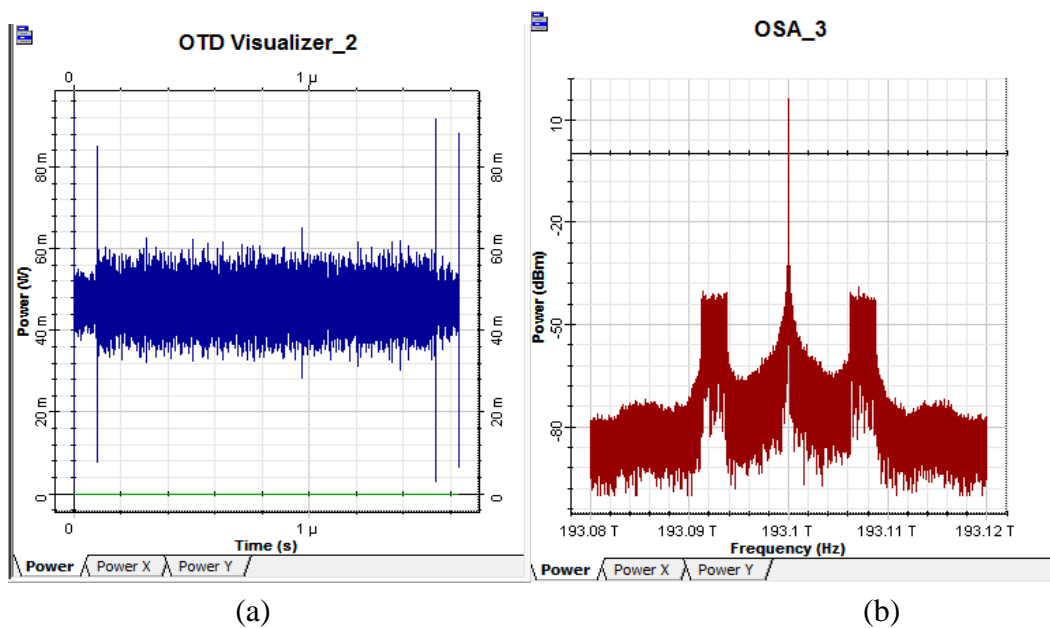 OTD Visualizer_2
0 1 µ
Power (W)
80 m
60 m
40 m
20 m
0
80 m
60 m
40 m
20 m
0
0 1 µ
Time (s)
Power Power X Power Y
(a)
OSA_3
Power (dBm)
10
-20
-50
-80
193.08 T 193.09 T 193.1 T 193.11 T 193.12 T
Frequency (Hz)
Power Power X Power Y
(b)